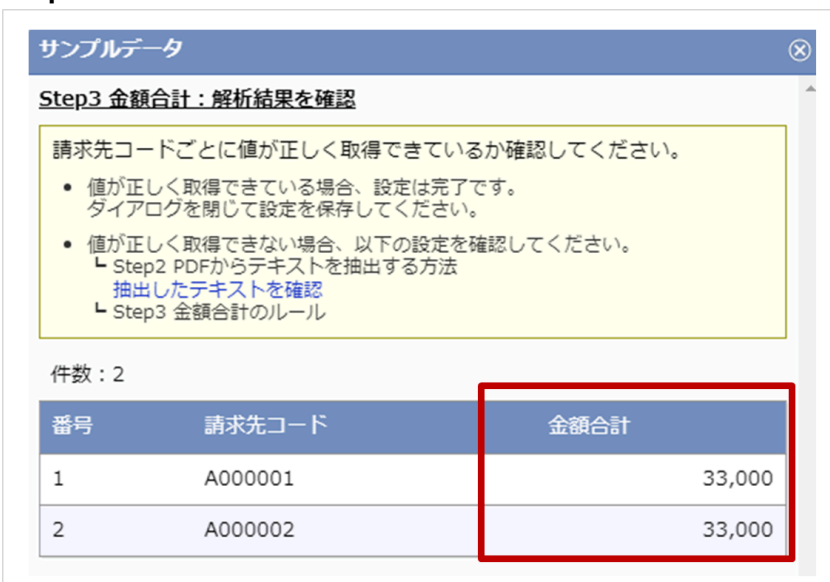 サンプルデータ
Step3 金額合計：解析結果を確認
請求先コードごとに値が正しく取得できているか確認してください。
• 値が正しく取得できている場合、設定は完了です。
ダイアログを閉じて設定を保存してください。
• 値が正しく取得できない場合、以下の設定を確認してください。
┗ Step2 PDFからテキストを抽出する方法
抽出したテキストを確認
┗ Step3 金額合計のルール
件数：2
番号 請求先コード 金額合計
1 A000001 33,000
2 A000002 33,000